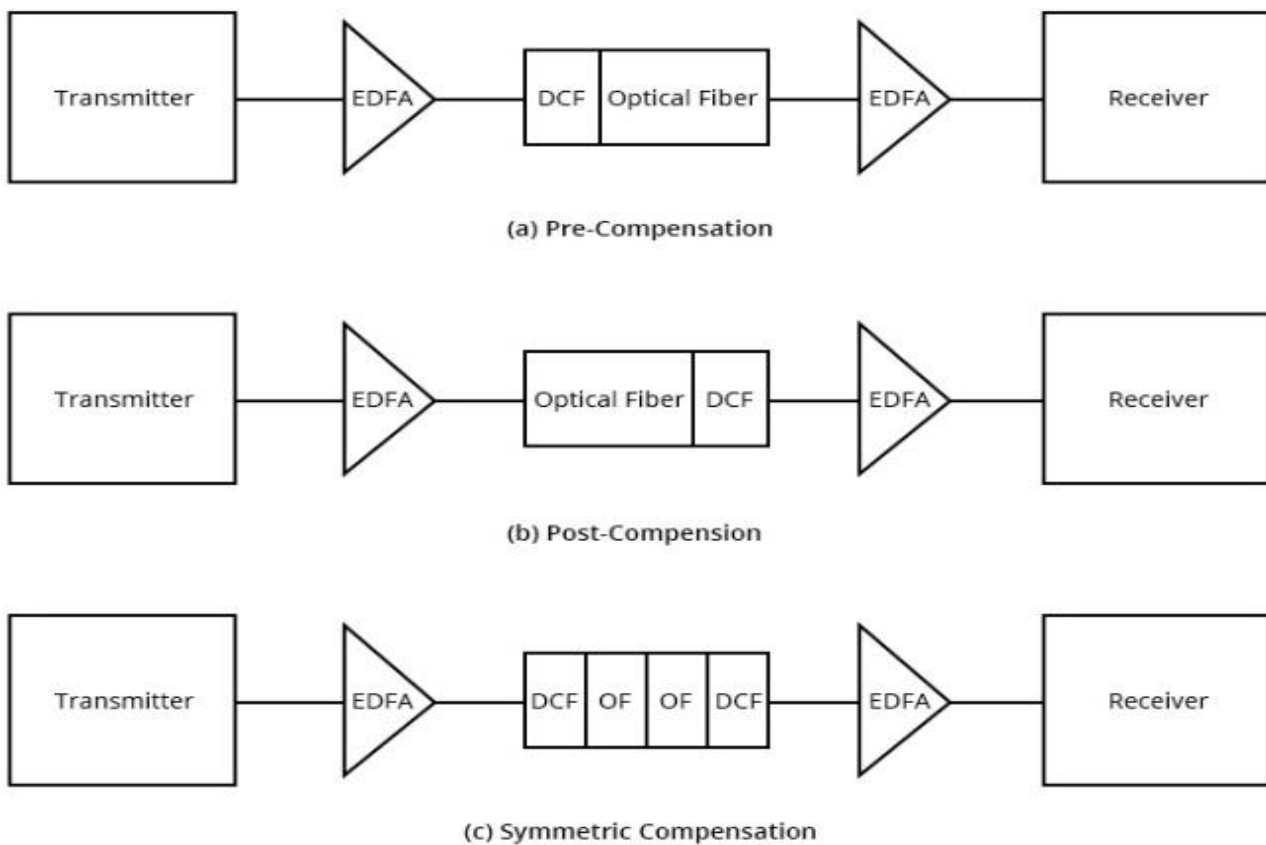 Transmitter EDFA DCF Optical Fiber EDFA Receiver
(a) Pre-Compensation
Transmitter EDFA Optical Fiber DCF EDFA Receiver
(b) Post-Compension
Transmitter EDFA DCF OF OF DCF EDFA Receiver
(c) Symmetric Compensation